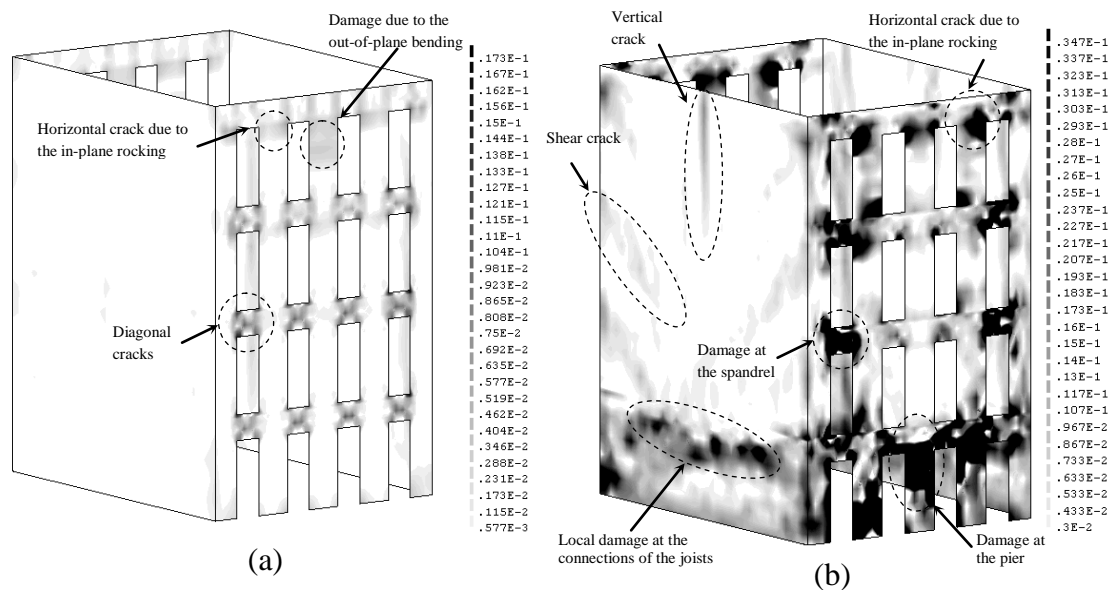 Damage due to the
out-of-plane bending
Horizontal crack due to
the in-plane rocking
Diagonal
cracks
.173E-1
.167E-1
.162E-1
.156E-1
.15E-1
.144E-1
.138E-1
.133E-1
.127E-1
.121E-1
.115E-1
.11E-1
.104E-1
.981E-2
.923E-2
.865E-2
.808E-2
.75E-2
.692E-2
.635E-2
.577E-2
.519E-2
.462E-2
.404E-2
.346E-2
.288E-2
.231E-2
.173E-2
.115E-2
.577E-3
(a)
Vertical
crack
Horizontal crack due to
the in-plane rocking
Shear crack
Damage at
the spandrel
Local damage at the
connections of the joists
Damage at
the pier
.347E-1
.337E-1
.323E-1
.313E-1
.303E-1
.293E-1
.28E-1
.27E-1
.26E-1
.25E-1
.237E-1
.227E-1
.217E-1
.207E-1
.193E-1
.183E-1
.173E-1
.16E-1
.15E-1
.14E-1
.13E-1
.117E-1
.107E-1
.967E-2
.867E-2
.733E-2
.633E-2
.533E-2
.433E-2
.3E-2
(b)